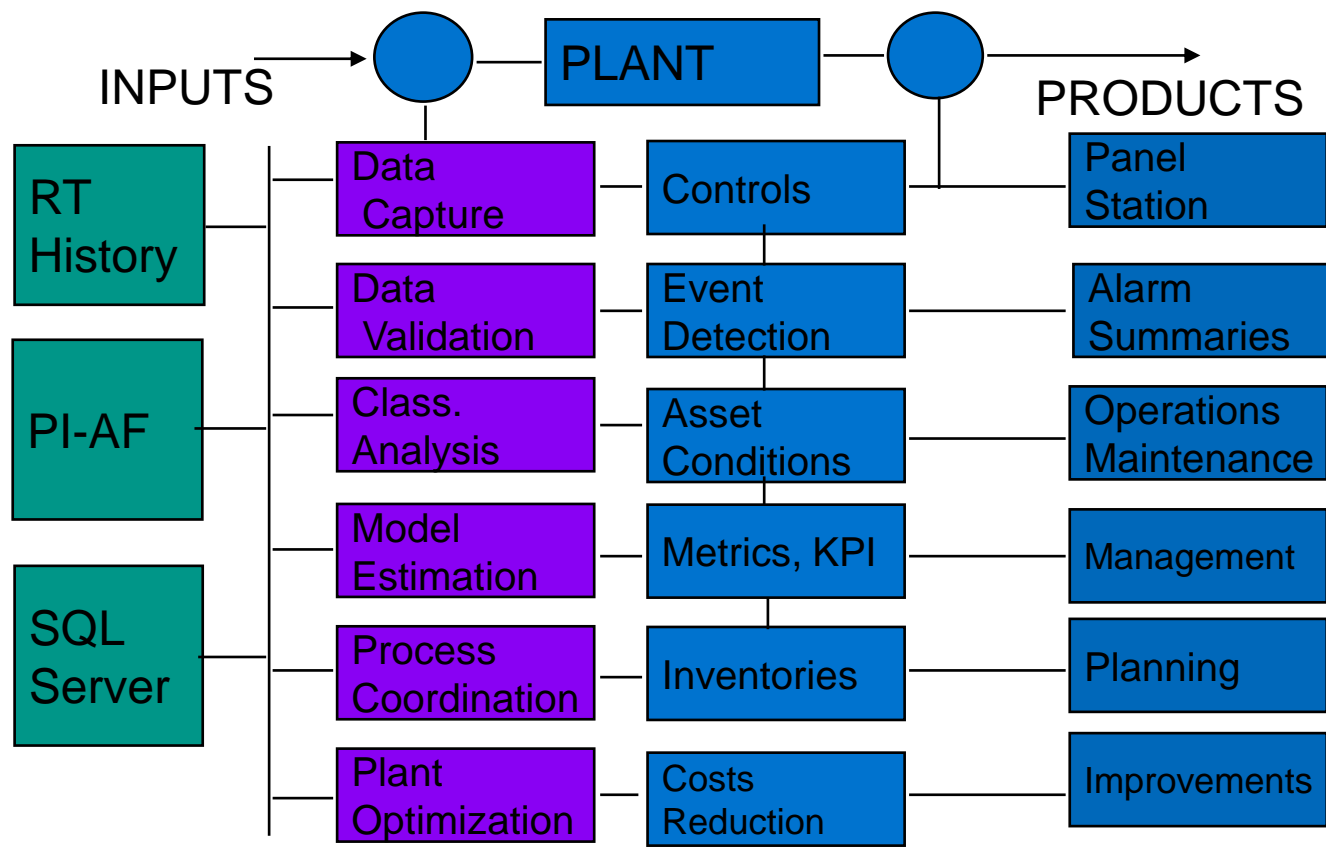 INPUTS
PLANT
PRODUCTS
RT
History
PI-AF
SQL
Server
Data
Capture
Data
Validation
Class.
Analysis
Model
Estimation
Process
Coordination
Plant
Optimization
Controls
Event
Detection
Asset
Conditions
Metrics, KPI
Inventories
Costs
Reduction
Panel
Station
Alarm
Summaries
Operations
Maintenance
Management
Planning
Improvements